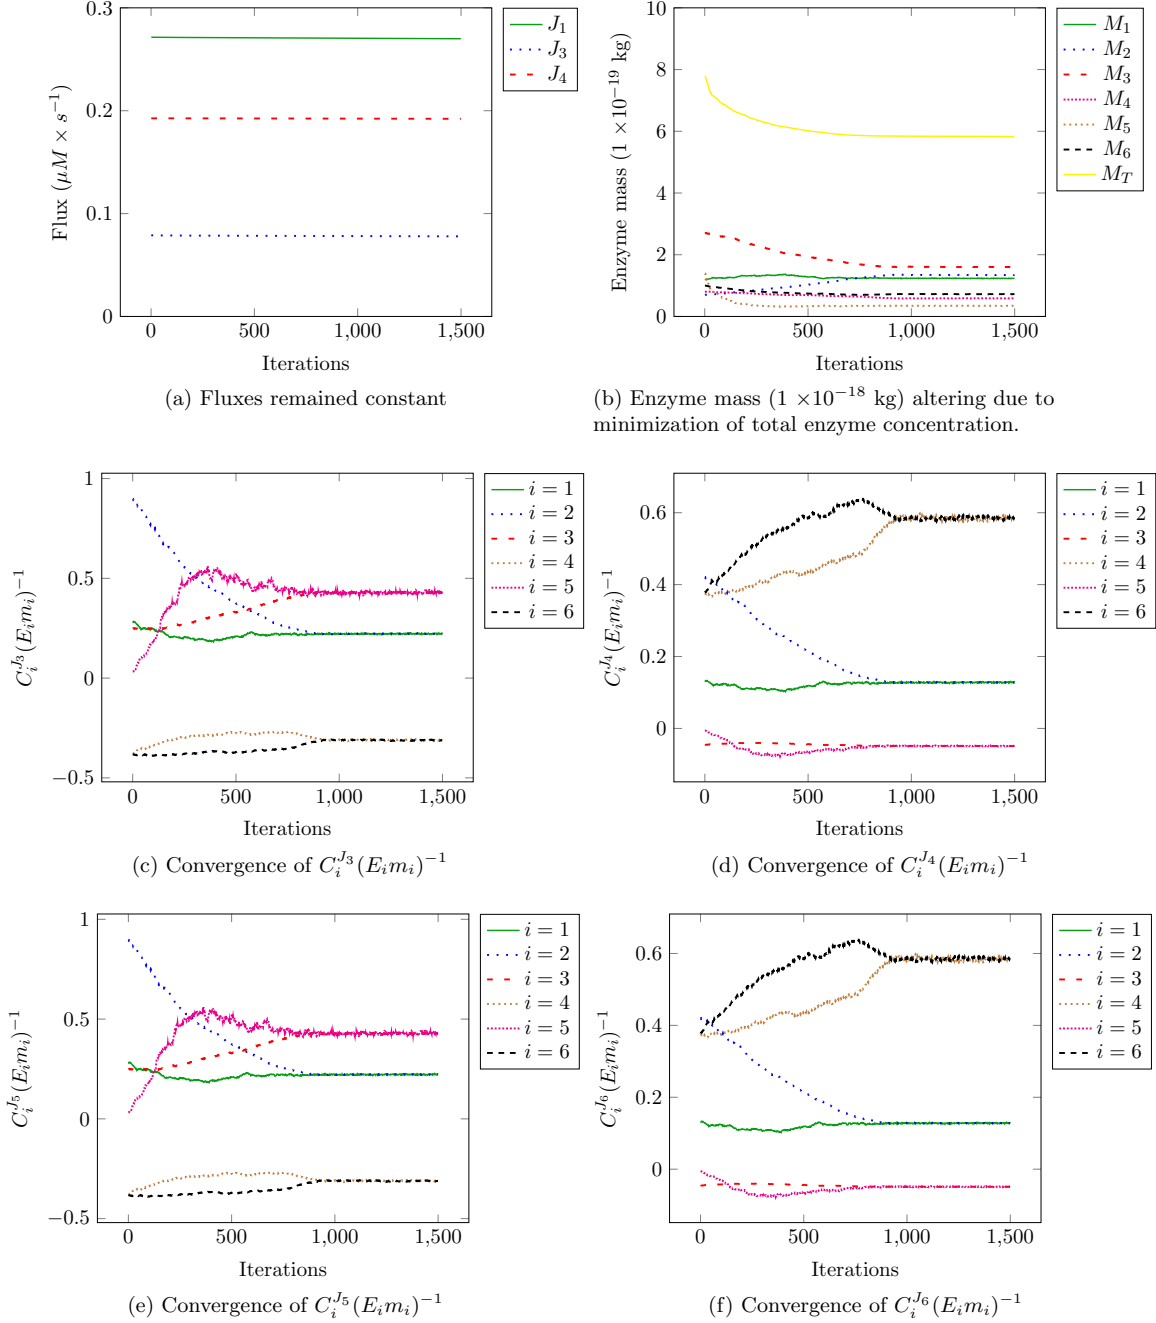 0.3
0.2
0.1
0
Flux (μM × s⁻¹)
0 500 1,000 1,500
Iterations
J₁
J₃
J₄
(a) Fluxes remained constant
10
8
6
4
2
0
Enzyme mass (1 ×10⁻¹⁹ kg)
0 500 1,000 1,500
Iterations
M₁
M₂
M₃
M₄
M₅
M₆
M_T
(b) Enzyme mass (1 ×10⁻¹⁸ kg) altering due to
minimization of total enzyme concentration.
1
0.5
0
−0.5
C_i^{J₃}(E_i m_i)⁻¹
0 500 1,000 1,500
Iterations
i = 1
i = 2
i = 3
i = 4
i = 5
i = 6
(c) Convergence of C_i^{J₃}(E_i m_i)⁻¹
0.6
0.4
0.2
0
C_i^{J₄}(E_i m_i)⁻¹
0 500 1,000 1,500
Iterations
i = 1
i = 2
i = 3
i = 4
i = 5
i = 6
(d) Convergence of C_i^{J₄}(E_i m_i)⁻¹
1
0.5
0
−0.5
C_i^{J₅}(E_i m_i)⁻¹
0 500 1,000 1,500
Iterations
i = 1
i = 2
i = 3
i = 4
i = 5
i = 6
(e) Convergence of C_i^{J₅}(E_i m_i)⁻¹
0.6
0.4
0.2
0
C_i^{J₆}(E_i m_i)⁻¹
0 500 1,000 1,500
Iterations
i = 1
i = 2
i = 3
i = 4
i = 5
i = 6
(f) Convergence of C_i^{J₆}(E_i m_i)⁻¹